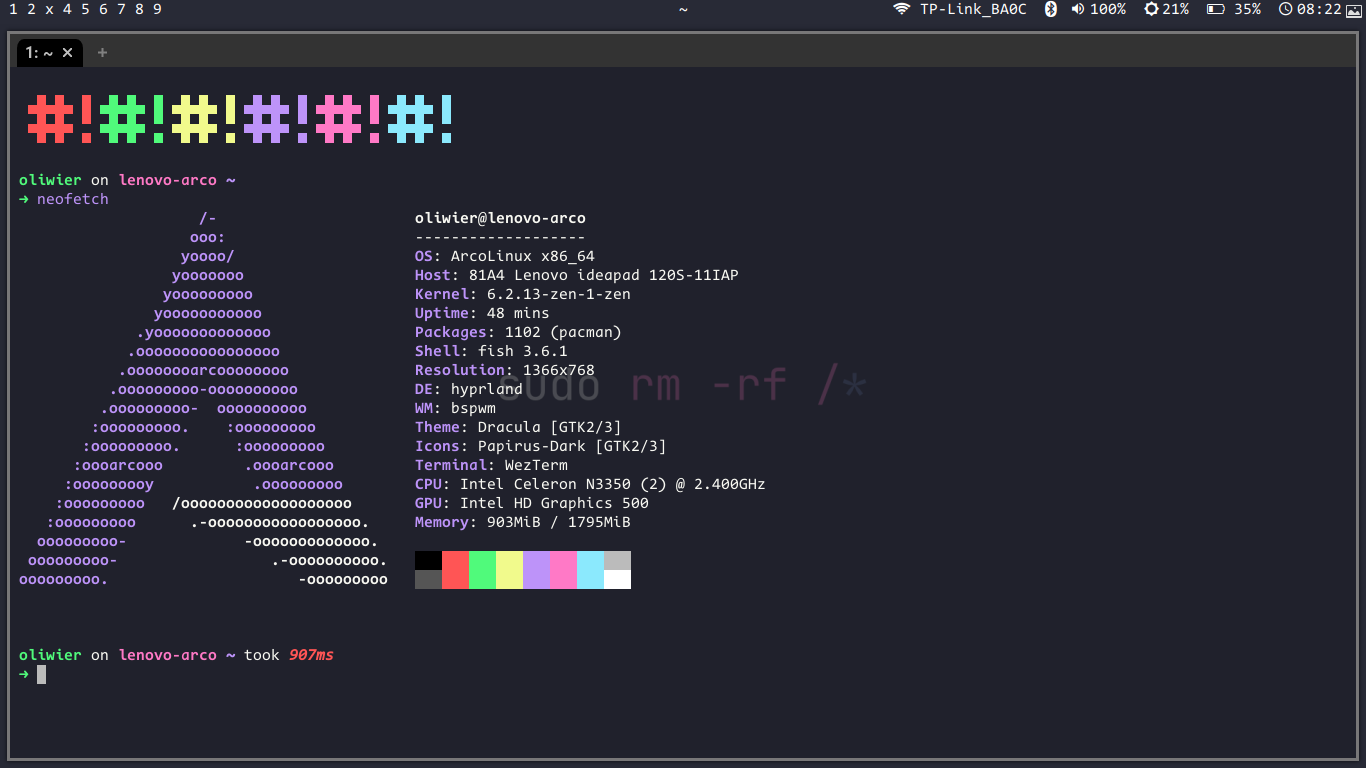 1 2 x 4 5 6 7 8 9 ~ TP-Link_BA0C 100% 21% 35% 08:22
1: ~ × +
#!#!#!#!#!#!
oliwier on lenovo-arco ~
➜ neofetch
/- oliwier@lenovo-arco
ooo: -------------------
yoooo/ OS: ArcoLinux x86_64
yooooooo Host: 81A4 Lenovo ideapad 120S-11IAP
yooooooooo Kernel: 6.2.13-zen-1-zen
yooooooooooo Uptime: 48 mins
.yooooooooooooo Packages: 1102 (pacman)
.oooooooooooooooo Shell: fish 3.6.1
.oooooooarcoooooooo Resolution: 1366x768
.ooooooooo-oooooooooo DE: hyprland
sudo rm -rf /*
.ooooooooo- oooooooooo WM: bspwm
:ooooooooo. :ooooooooo Theme: Dracula [GTK2/3]
:ooooooooo. :ooooooooo Icons: Papirus-Dark [GTK2/3]
:oooarcooo .oooarcooo Terminal: WezTerm
:ooooooooy .ooooooooo CPU: Intel Celeron N3350 (2) @ 2.400GHz
:ooooooooo /ooooooooooooooooooo GPU: Intel HD Graphics 500
:ooooooooo .-ooooooooooooooooo. Memory: 903MiB / 1795MiB
ooooooooo- -ooooooooooooo.
ooooooooo- .-oooooooooo.
ooooooooo. -ooooooooo
oliwier on lenovo-arco ~ took 907ms
➜